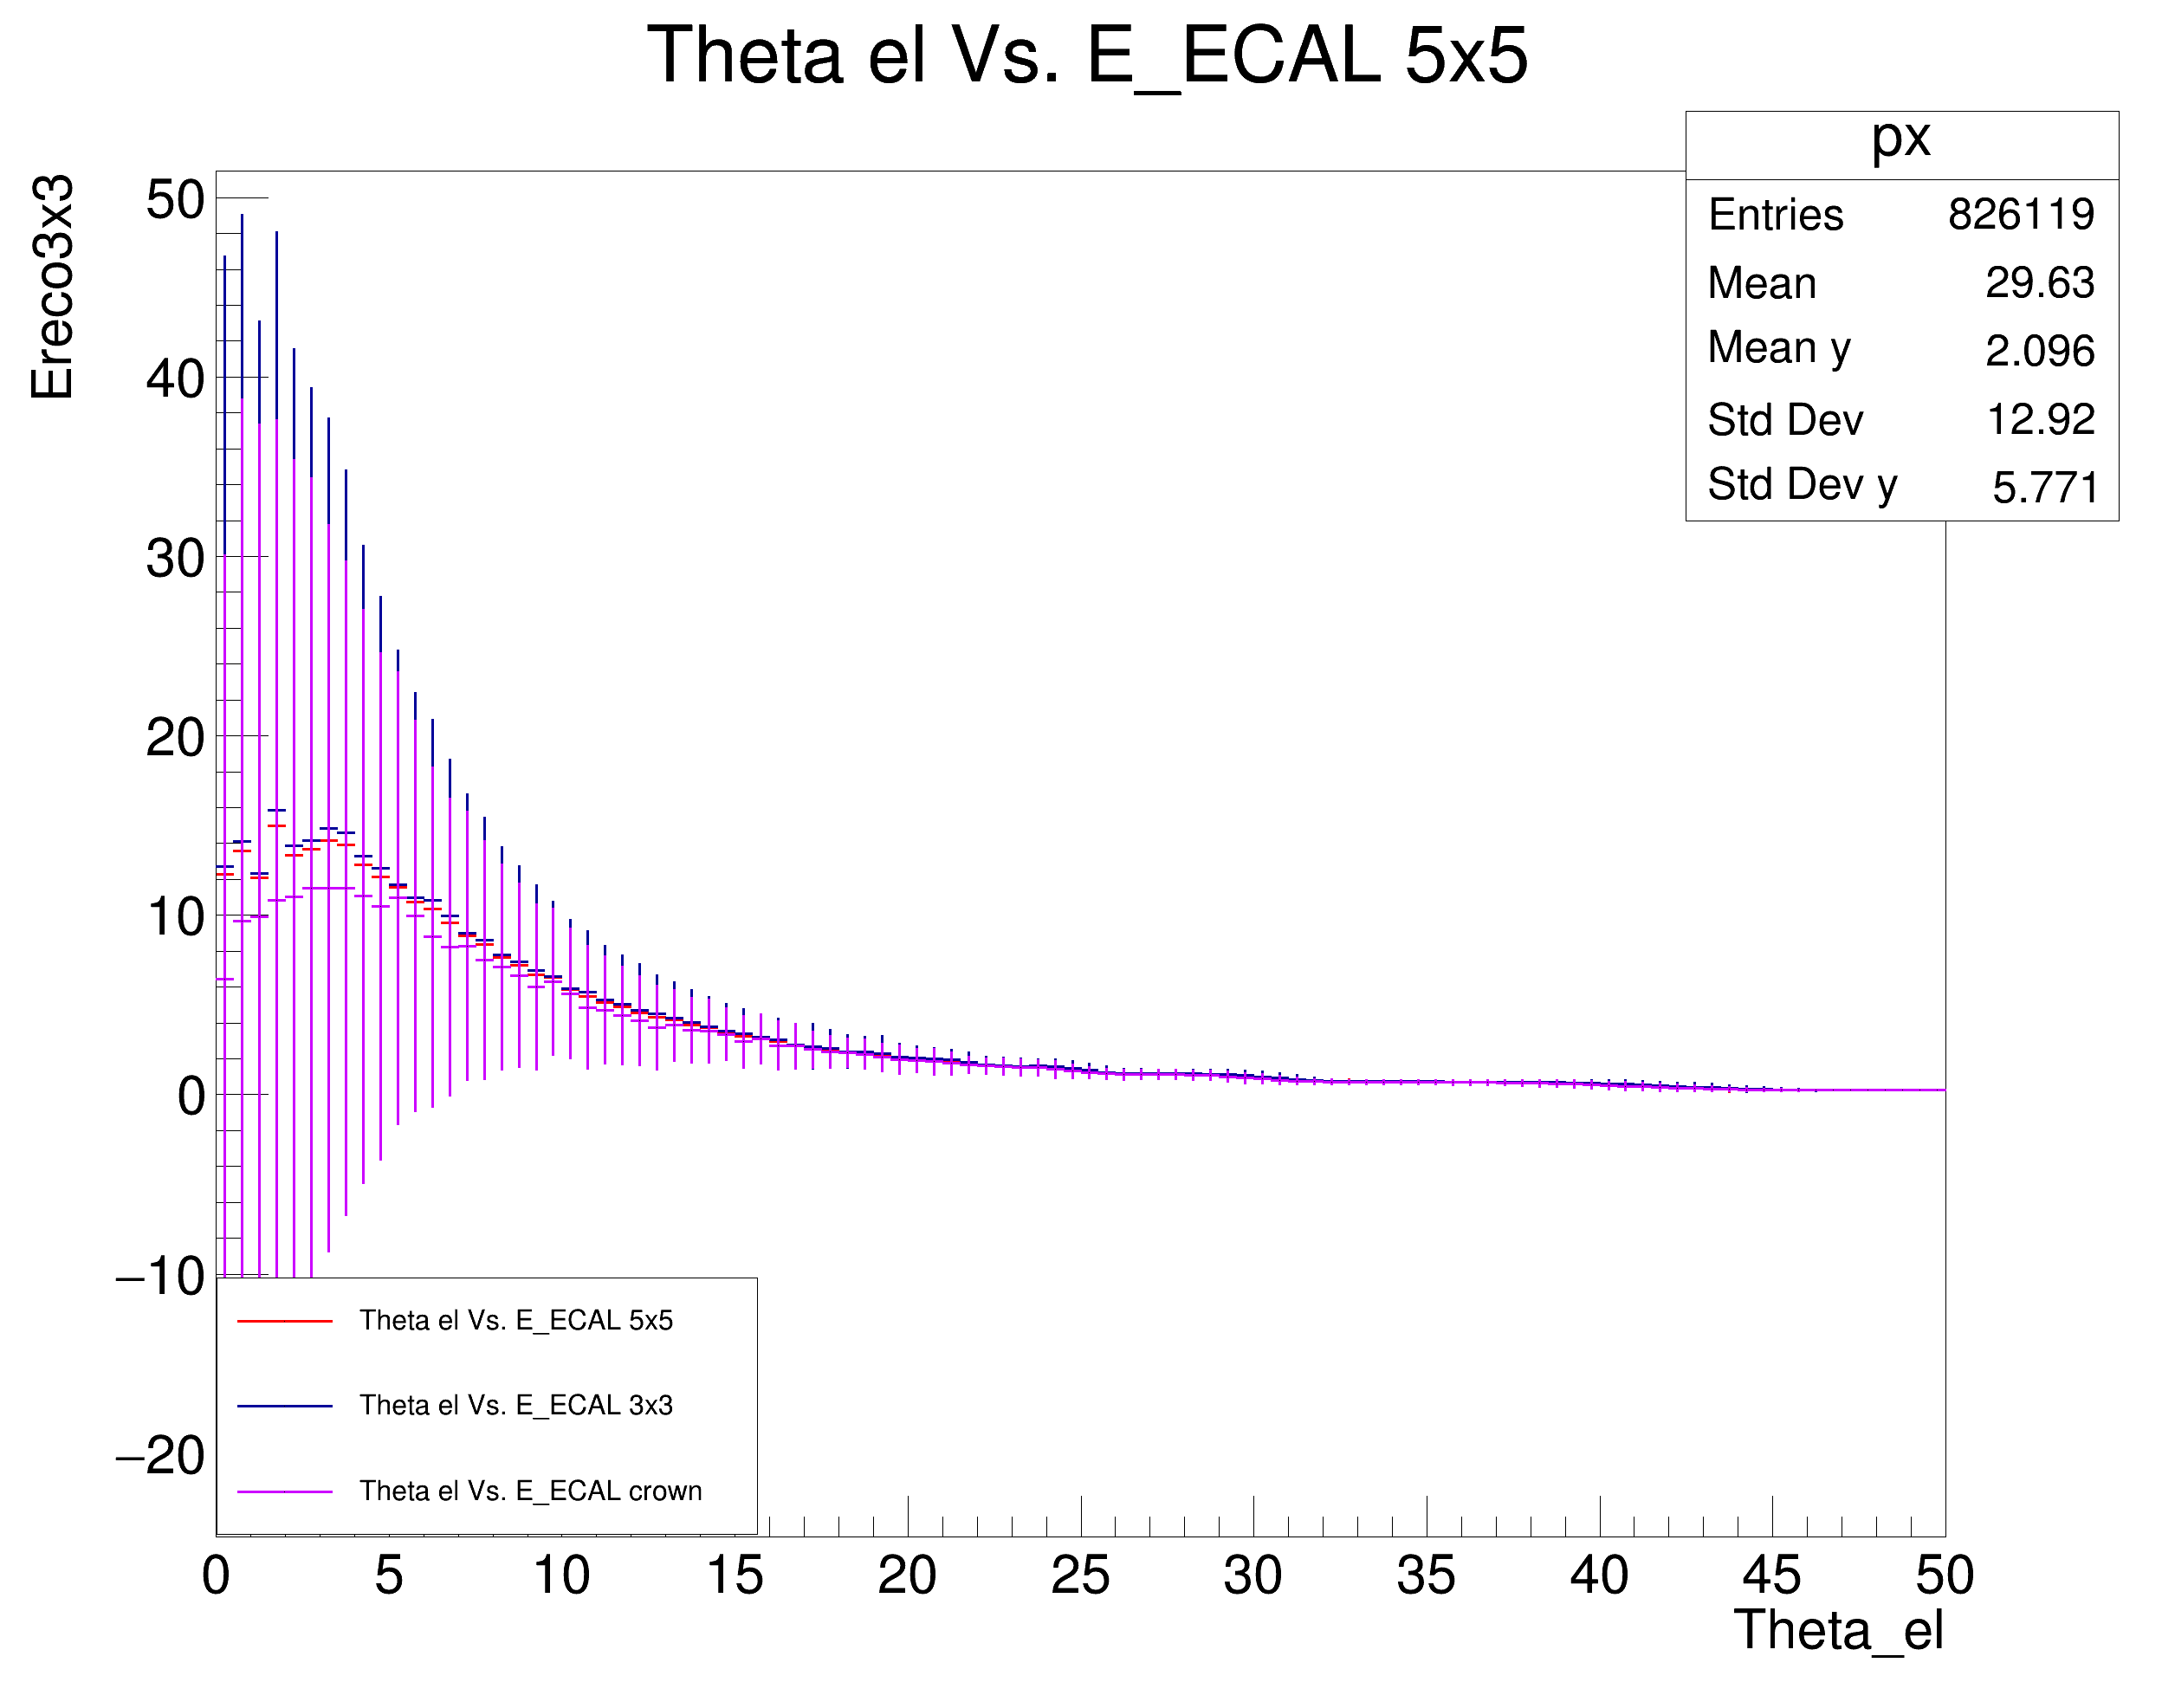 Theta el Vs. E_ECAL 5x5
px
Entries 826119
Mean 29.63
Mean y 2.096
Std Dev 12.92
Std Dev y 5.771
Ereco3x3
50
40
30
20
10
0
−10
−20
Theta el Vs. E_ECAL 5x5
Theta el Vs. E_ECAL 3x3
Theta el Vs. E_ECAL crown
0 5 10 15 20 25 30 35 40 45 50
Theta_el